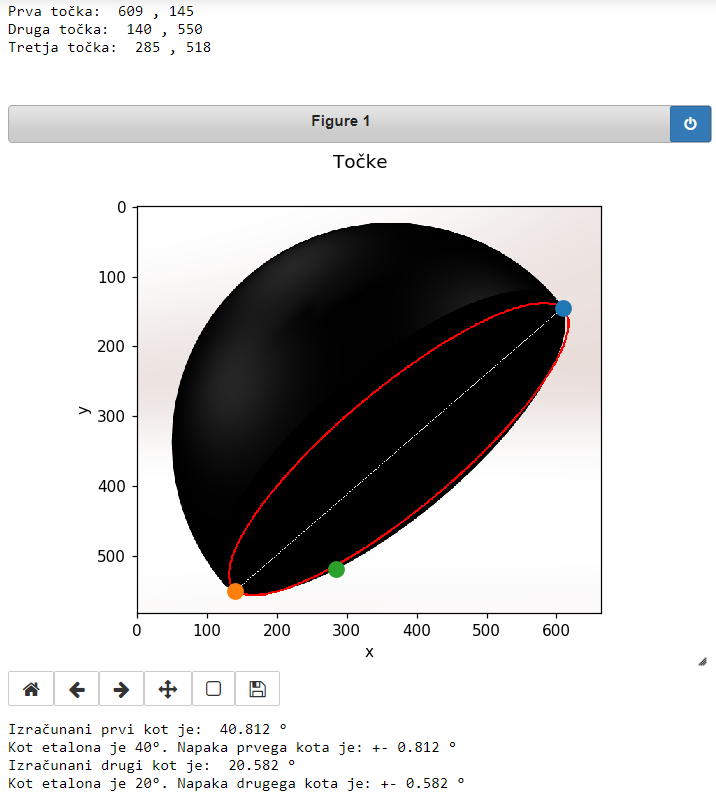 Prva točka:  609 , 145
Druga točka:  140 , 550
Tretja točka:  285 , 518
Figure 1
Točke
0
100
200
300
400
500
y
0
100
200
300
400
500
600
x
Izračunani prvi kot je:  40.812 °
Kot etalona je 40°. Napaka prvega kota je: +- 0.812 °
Izračunani drugi kot je:  20.582 °
Kot etalona je 20°. Napaka drugega kota je: +- 0.582 °